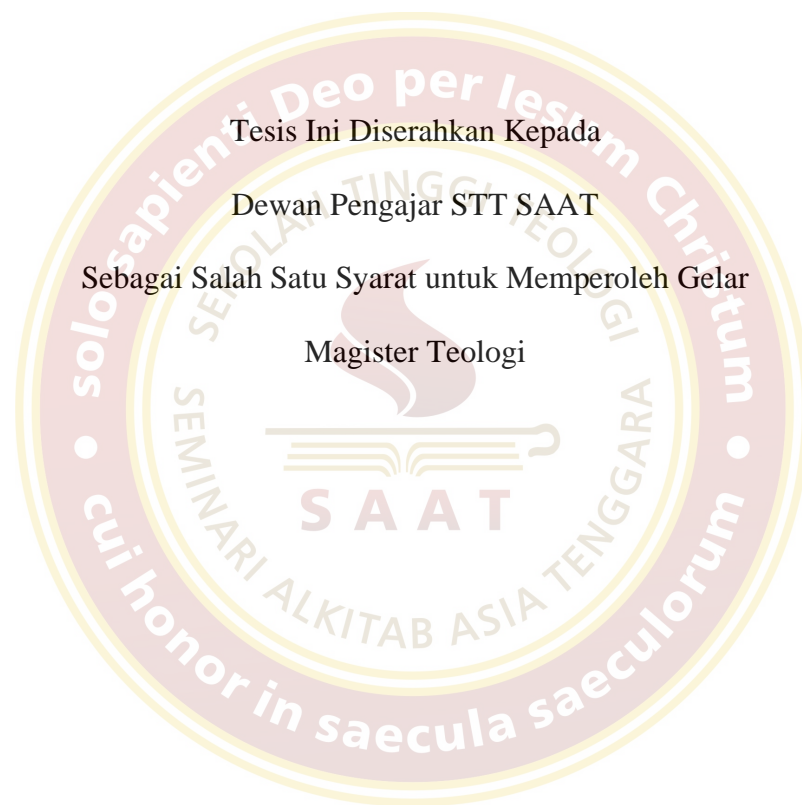 Tesis Ini Diserahkan Kepada
Dewan Pengajar STT SAAT
Sebagai Salah Satu Syarat untuk Memperoleh Gelar
Magister Teologi
solo sapienti Deo per Iesum Christum
SEKOLAH TINGGI TEOLOGI
SEMINARI ALKITAB ASIA TENGGARA
SAAT
cui honor in saecula saeculorum